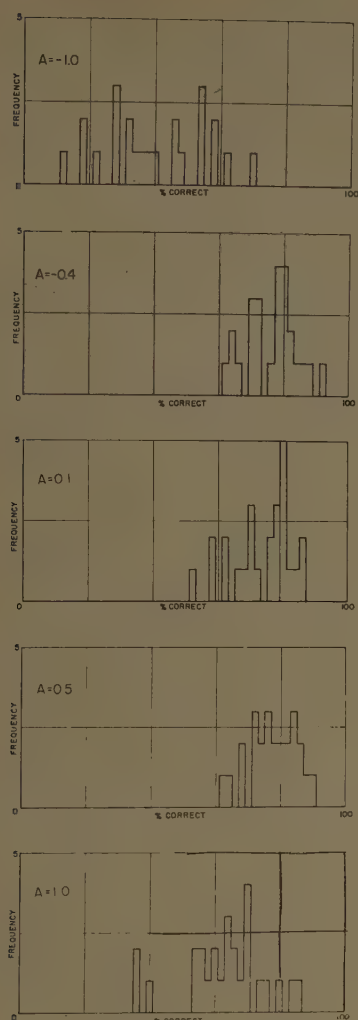 5
A=-1.0
FREQUENCY
0
% CORRECT
100
5
A=-0.4
FREQUENCY
0
% CORRECT
100
5
A=0.1
FREQUENCY
0
% CORRECT
100
5
A=0.5
FREQUENCY
0
% CORRECT
100
5
A=1.0
FREQUENCY
0
% CORRECT
100